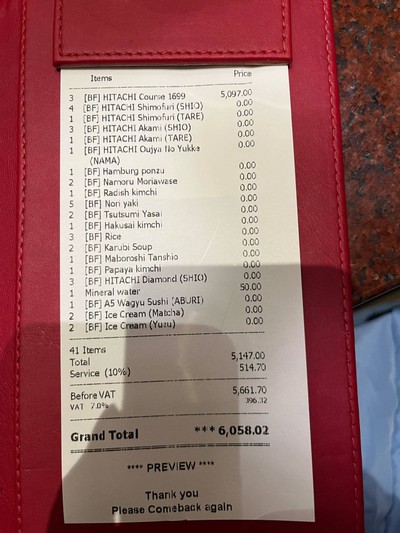 Items Price
3 [BF] HITACHI Course 1699 5,097.00
4 [BF] HITACHI Shimofuri (SHIO) 0.00
1 [BF] HITACHI Shimofuri (TARE) 0.00
3 [BF] HITACHI Akami (SHIO) 0.00
1 [BF] HITACHI Akami (TARE) 0.00
1 [BF] HITACHI Oujya No Yukke 0.00
(NAMA)
1 [BF] Hamburg ponzu 0.00
2 [BF] Namoru Moriawase 0.00
1 [BF] Radish kimchi 0.00
5 [BF] Nori yaki 0.00
2 [BF] Tsutsumi Yasai 0.00
1 [BF] Hakusai kimchi 0.00
3 [BF] Rice 0.00
2 [BF] Karubi Soup 0.00
1 [BF] Maboroshi Tanshio 0.00
1 [BF] Papaya kimchi 0.00
3 [BF] HITACHI Diamond (SHIO) 0.00
1 Mineral water 50.00
1 [BF] A5 Wagyu Sushi (ABURI) 0.00
2 [BF] Ice Cream (Matcha) 0.00
2 [BF] Ice Cream (Yuzu) 0.00
41 Items
Total 5,147.00
Service (10%) 514.70
Before VAT 5,661.70
VAT 7.0% 396.32
Grand Total ***6,058.02
**** PREVIEW ****
Thank you
Please Comeback again